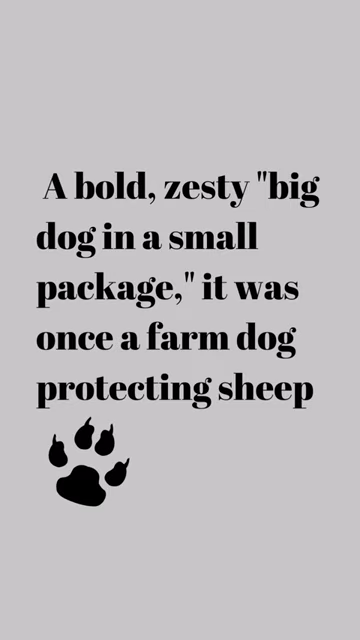 A bold, zesty "big
dog in a small
package," it was
once a farm dog
protecting sheep